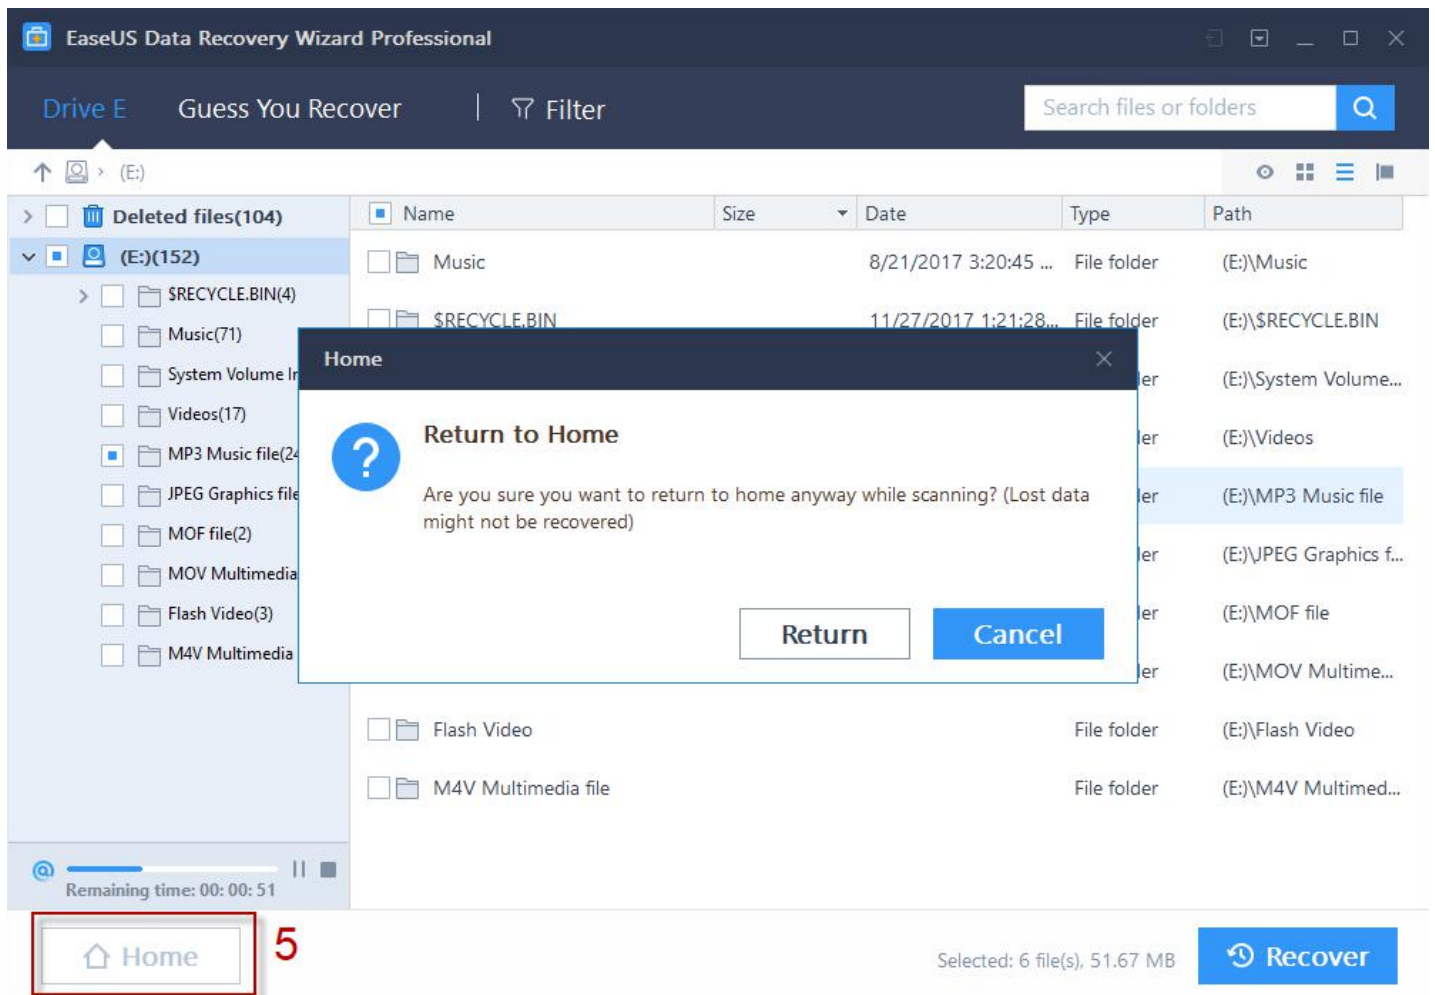 EaseUS Data Recovery Wizard Professional
Drive E Guess You Recover Filter Search files or folders
(E:)
Deleted files(104)
(E:)(152)
$RECYCLE.BIN(4)
Music(71)
System Volume Ir
Videos(17)
MP3 Music file(24
JPEG Graphics file
MOF file(2)
MOV Multimedia
Flash Video(3)
M4V Multimedia
Remaining time: 00: 00: 51
Name Size Date Type Path
Music 8/21/2017 3:20:45 ... File folder (E:)\Music
$RECYCLE.BIN 11/27/2017 1:21:28... File folder (E:)\$RECYCLE.BIN
ler (E:)\System Volume...
ler (E:)\Videos
ler (E:)\MP3 Music file
ler (E:)\JPEG Graphics f...
ler (E:)\MOF file
ler (E:)\MOV Multime...
Flash Video File folder (E:)\Flash Video
M4V Multimedia file File folder (E:)\M4V Multimed...
Home
Return to Home
Are you sure you want to return to home anyway while scanning? (Lost data
might not be recovered)
Return Cancel
Home 5 Selected: 6 file(s), 51.67 MB Recover